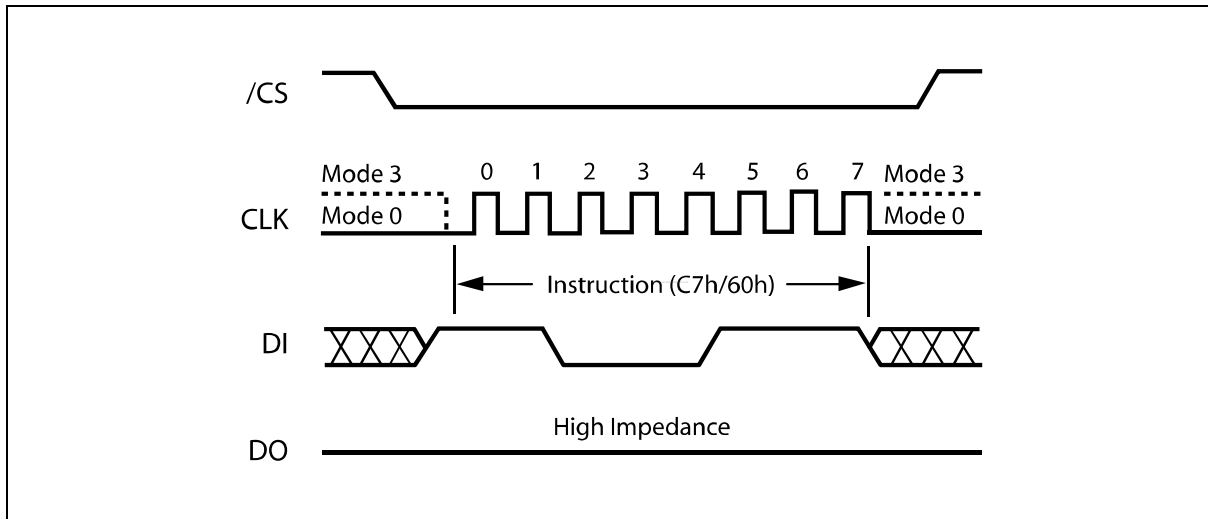 /CS
Mode 3 0 1 2 3 4 5 6 7 Mode 3
CLK Mode 0 Mode 0
Instruction (C7h/60h)
DI
High Impedance
DO